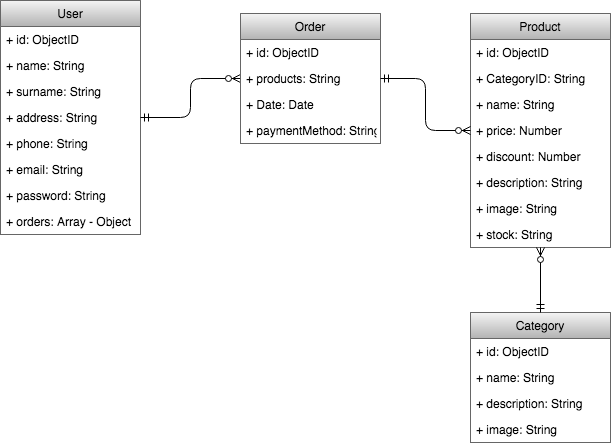 User
+ id: ObjectID
+ name: String
+ surname: String
+ address: String
+ phone: String
+ email: String
+ password: String
+ orders: Array - Object
Order
+ id: ObjectID
+ products: String
+ Date: Date
+ paymentMethod: String
Product
+ id: ObjectID
+ CategoryID: String
+ name: String
+ price: Number
+ discount: Number
+ description: String
+ image: String
+ stock: String
Category
+ id: ObjectID
+ name: String
+ description: String
+ image: String